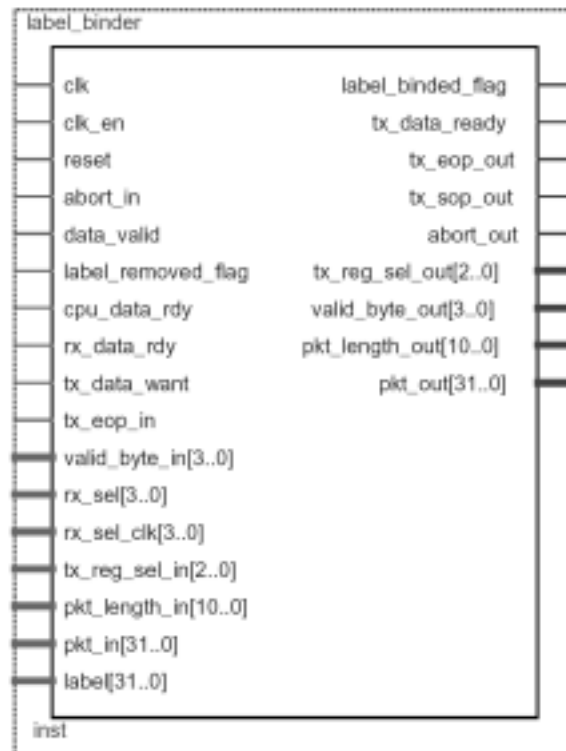 label_binder
clk
label_binded_flag
clk_en
tx_data_ready
reset
tx_eop_out
abort_in
tx_sop_out
data_valid
abort_out
label_removed_flag
tx_reg_sel_out[2..0]
cpu_data_rdy
valid_byte_out[3..0]
rx_data_rdy
pkt_length_out[10..0]
tx_data_want
pkt_out[31..0]
tx_eop_in
valid_byte_in[3..0]
rx_sel[3..0]
rx_sel_clk[3..0]
tx_reg_sel_in[2..0]
pkt_length_in[10..0]
pkt_in[31..0]
label[31..0]
inst